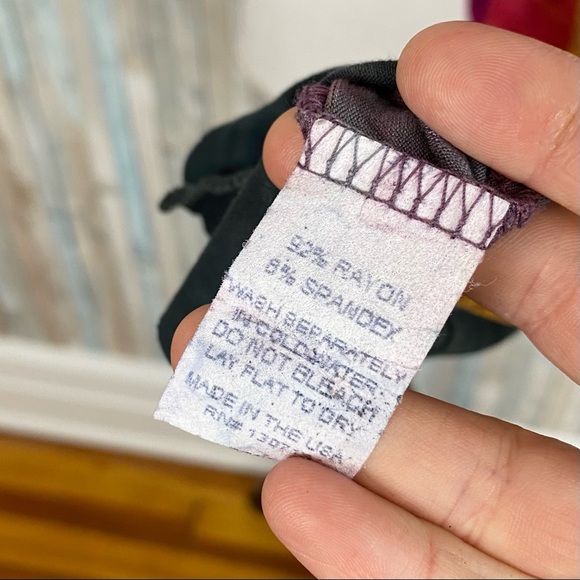 92% RAYON
8% SPANDEX
WASH SEPARATELY
IN COLD WATER
DO NOT BLEACH
LAY FLAT TO DRY
MADE IN THE USA
RN#